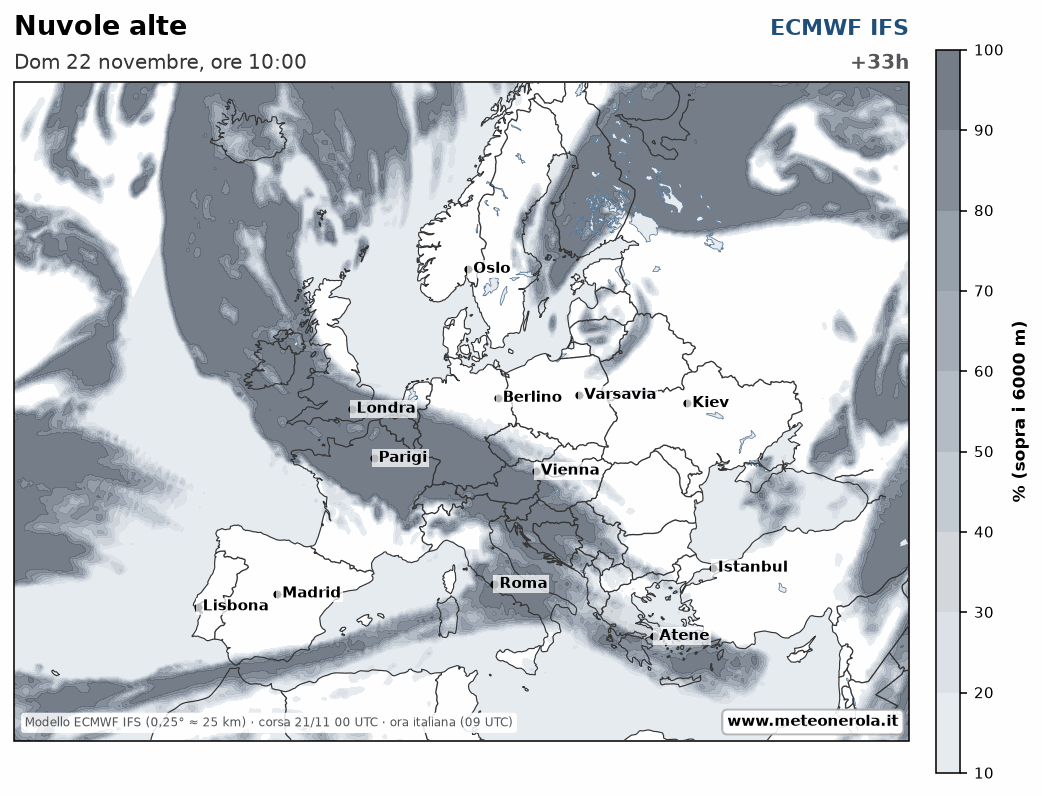 Nuvole alte
ECMWF IFS
Dom 22 novembre, ore 10:00
+33h
Oslo
Berlino
Varsavia
Kiev
Londra
Parigi
Vienna
Istanbul
Roma
Madrid
Lisbona
Atene
Modello ECMWF IFS (0,25° ≈ 25 km) · corsa 21/11 00 UTC · ora italiana (09 UTC)
www.meteonerola.it
100
90
80
70
60
50
40
30
20
10
% (sopra i 6000 m)